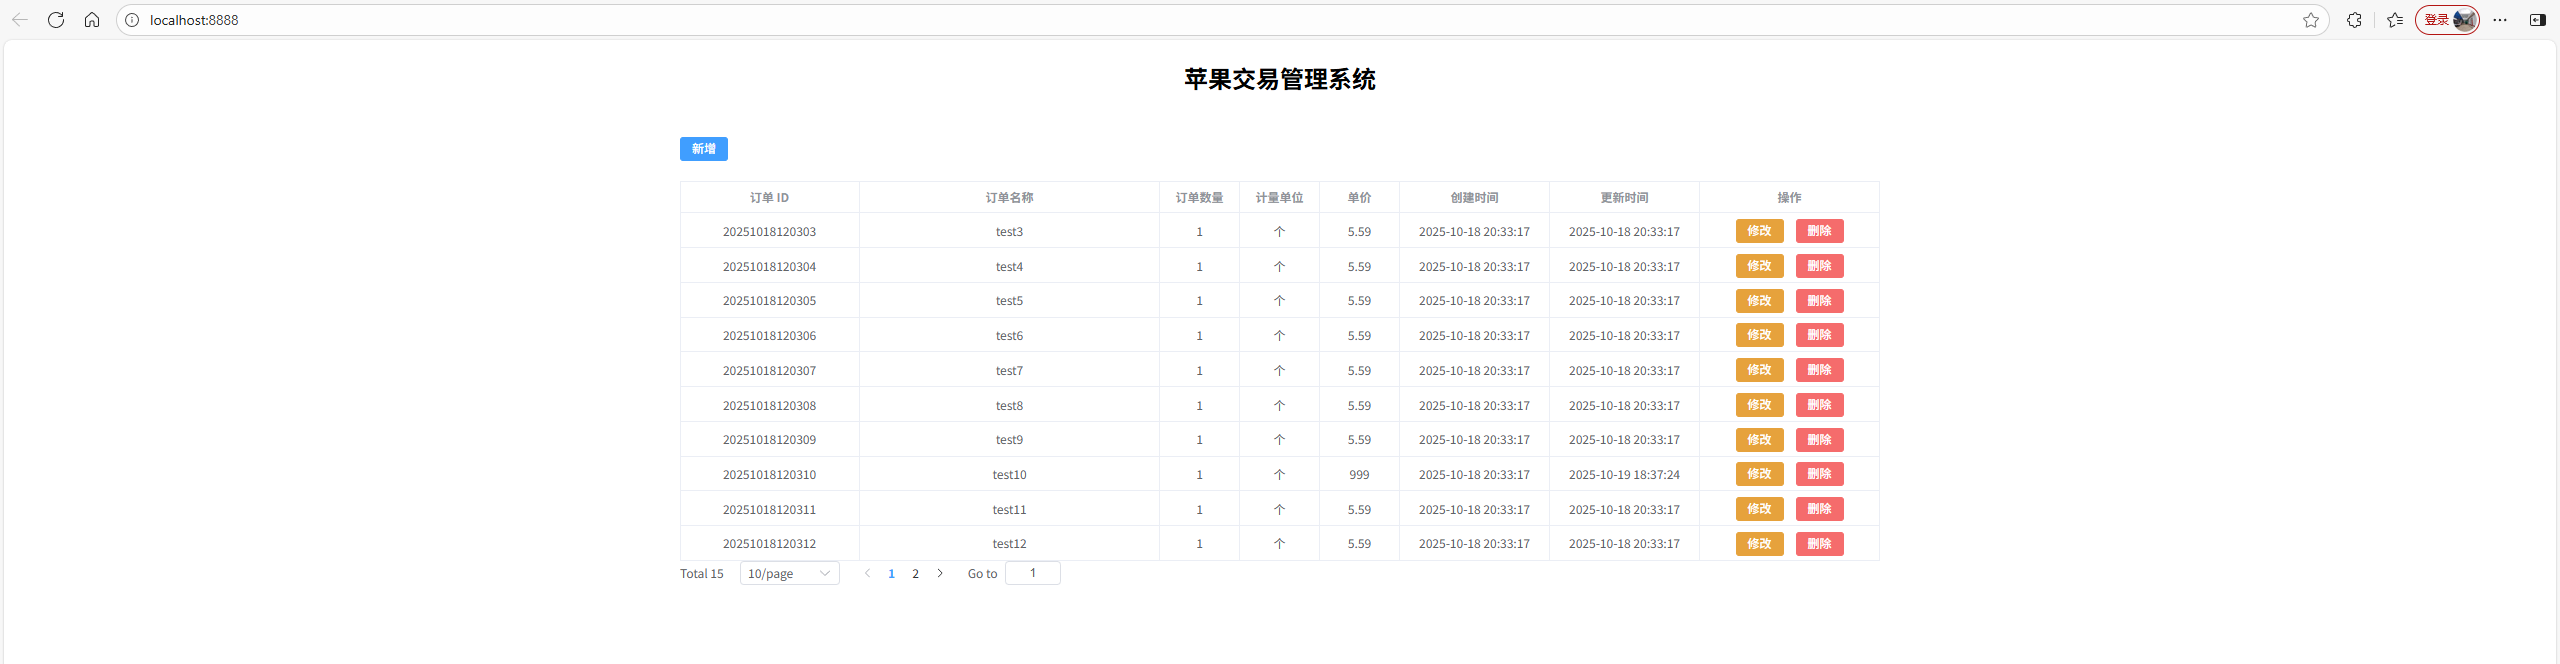 localhost:8888
登录
苹果交易管理系统
新增
订单 ID 订单名称 订单数量 计量单位 单价 创建时间 更新时间 操作
20251018120303 test3 1 个 5.59 2025-10-18 20:33:17 2025-10-18 20:33:17 修改 删除
20251018120304 test4 1 个 5.59 2025-10-18 20:33:17 2025-10-18 20:33:17 修改 删除
20251018120305 test5 1 个 5.59 2025-10-18 20:33:17 2025-10-18 20:33:17 修改 删除
20251018120306 test6 1 个 5.59 2025-10-18 20:33:17 2025-10-18 20:33:17 修改 删除
20251018120307 test7 1 个 5.59 2025-10-18 20:33:17 2025-10-18 20:33:17 修改 删除
20251018120308 test8 1 个 5.59 2025-10-18 20:33:17 2025-10-18 20:33:17 修改 删除
20251018120309 test9 1 个 5.59 2025-10-18 20:33:17 2025-10-18 20:33:17 修改 删除
20251018120310 test10 1 个 999 2025-10-18 20:33:17 2025-10-19 18:37:24 修改 删除
20251018120311 test11 1 个 5.59 2025-10-18 20:33:17 2025-10-18 20:33:17 修改 删除
20251018120312 test12 1 个 5.59 2025-10-18 20:33:17 2025-10-18 20:33:17 修改 删除
Total 15 10/page 1 2 Go to 1